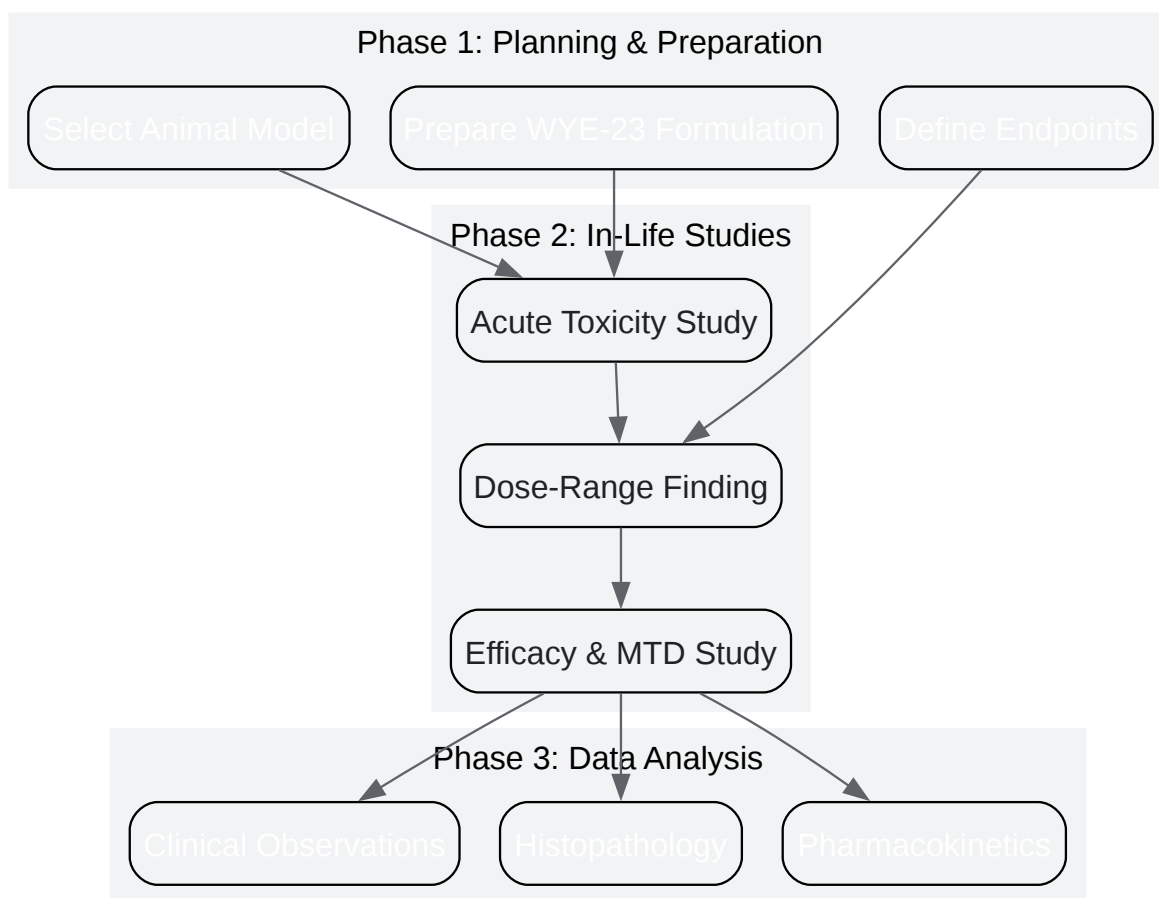 Phase 1: Planning & Preparation
Select Animal Model
Prepare WYE-23 Formulation
Define Endpoints
Phase 2: In-Life Studies
Acute Toxicity Study
Dose-Range Finding
Efficacy & MTD Study
Phase 3: Data Analysis
Clinical Observations
Histopathology
Pharmacokinetics